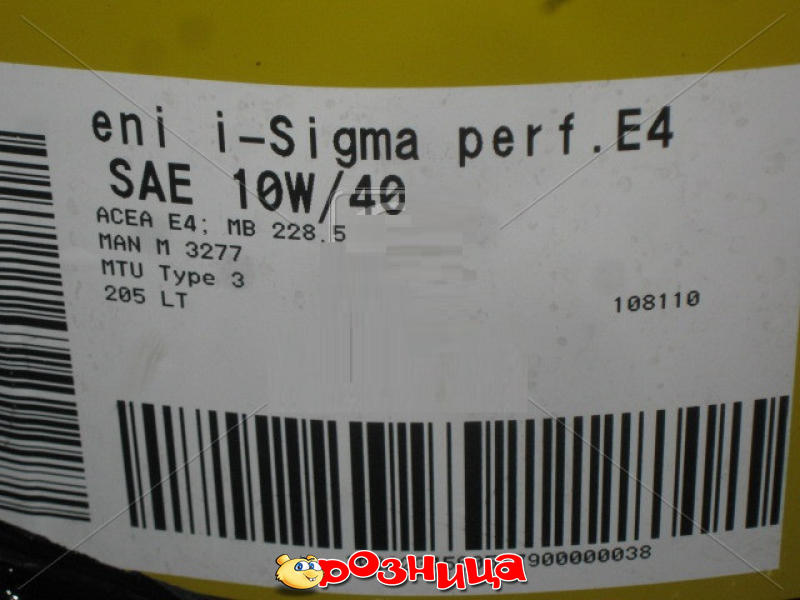 eni i-Sigma perf.E4
SAE 10W/40
ACEA E4; MB 228.5
MAN M 3277
MTU Type 3
205 LT
108110
900000038
Розница